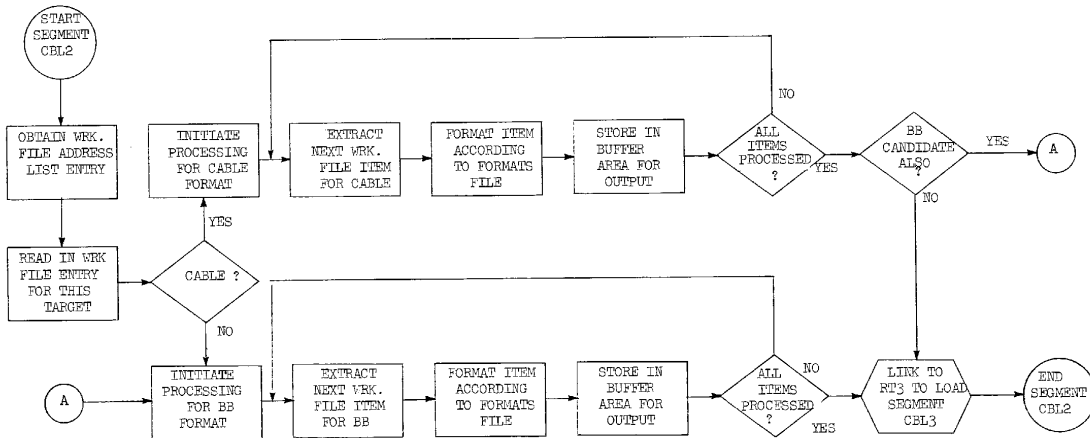 START
SEGMENT
CBL2
OBTAIN WRK.
FILE ADDRESS
LIST ENTRY
READ IN WRK
FILE ENTRY
FOR THIS
TARGET
CABLE ?
YES
NO
INITIATE
PROCESSING
FOR CABLE
FORMAT
EXTRACT
NEXT WRK.
FILE ITEM
FOR CABLE
FORMAT ITEM
ACCORDING
TO FORMATS
FILE
STORE IN
BUFFER
AREA FOR
OUTPUT
ALL
ITEMS
PROCESSED
?
NO
YES
BB
CANDIDATE
ALSO
?
YES
NO
A
A
INITIATE
PROCESSING
FOR BB
FORMAT
EXTRACT
NEXT WRK.
FILE ITEM
FOR BB
FORMAT ITEM
ACCORDING
TO FORMATS
FILE
STORE IN
BUFFER
AREA FOR
OUTPUT
ALL
ITEMS
PROCESSED
?
NO
YES
LINK TO
RT3 TO LOAD
SEGMENT
CBL3
END
SEGMENT
CBL2